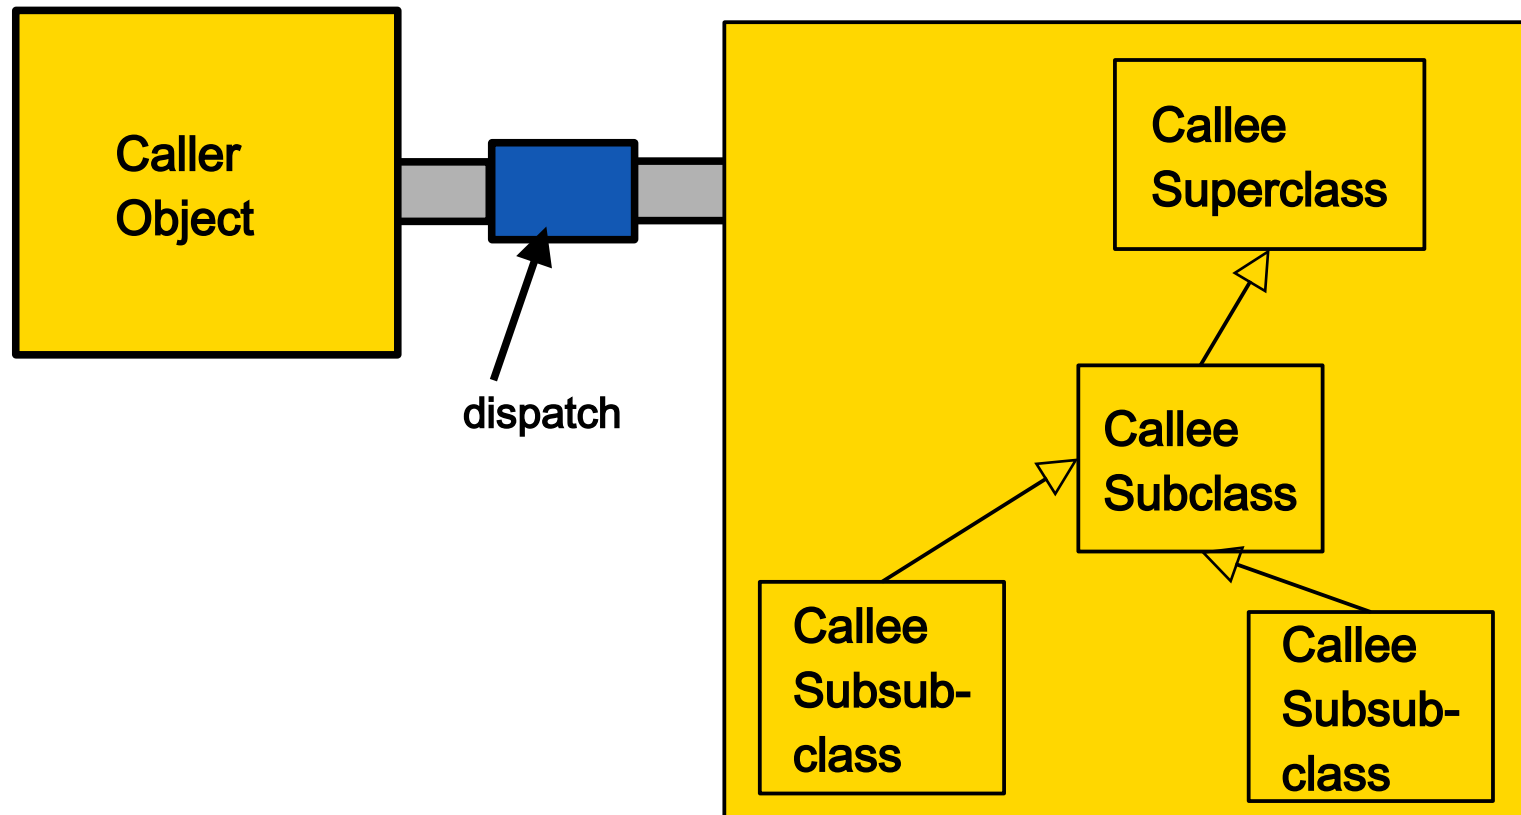 Caller
Object
dispatch
Callee
Superclass
Callee
Subclass
Callee
Subsub-
class
Callee
Subsub-
class